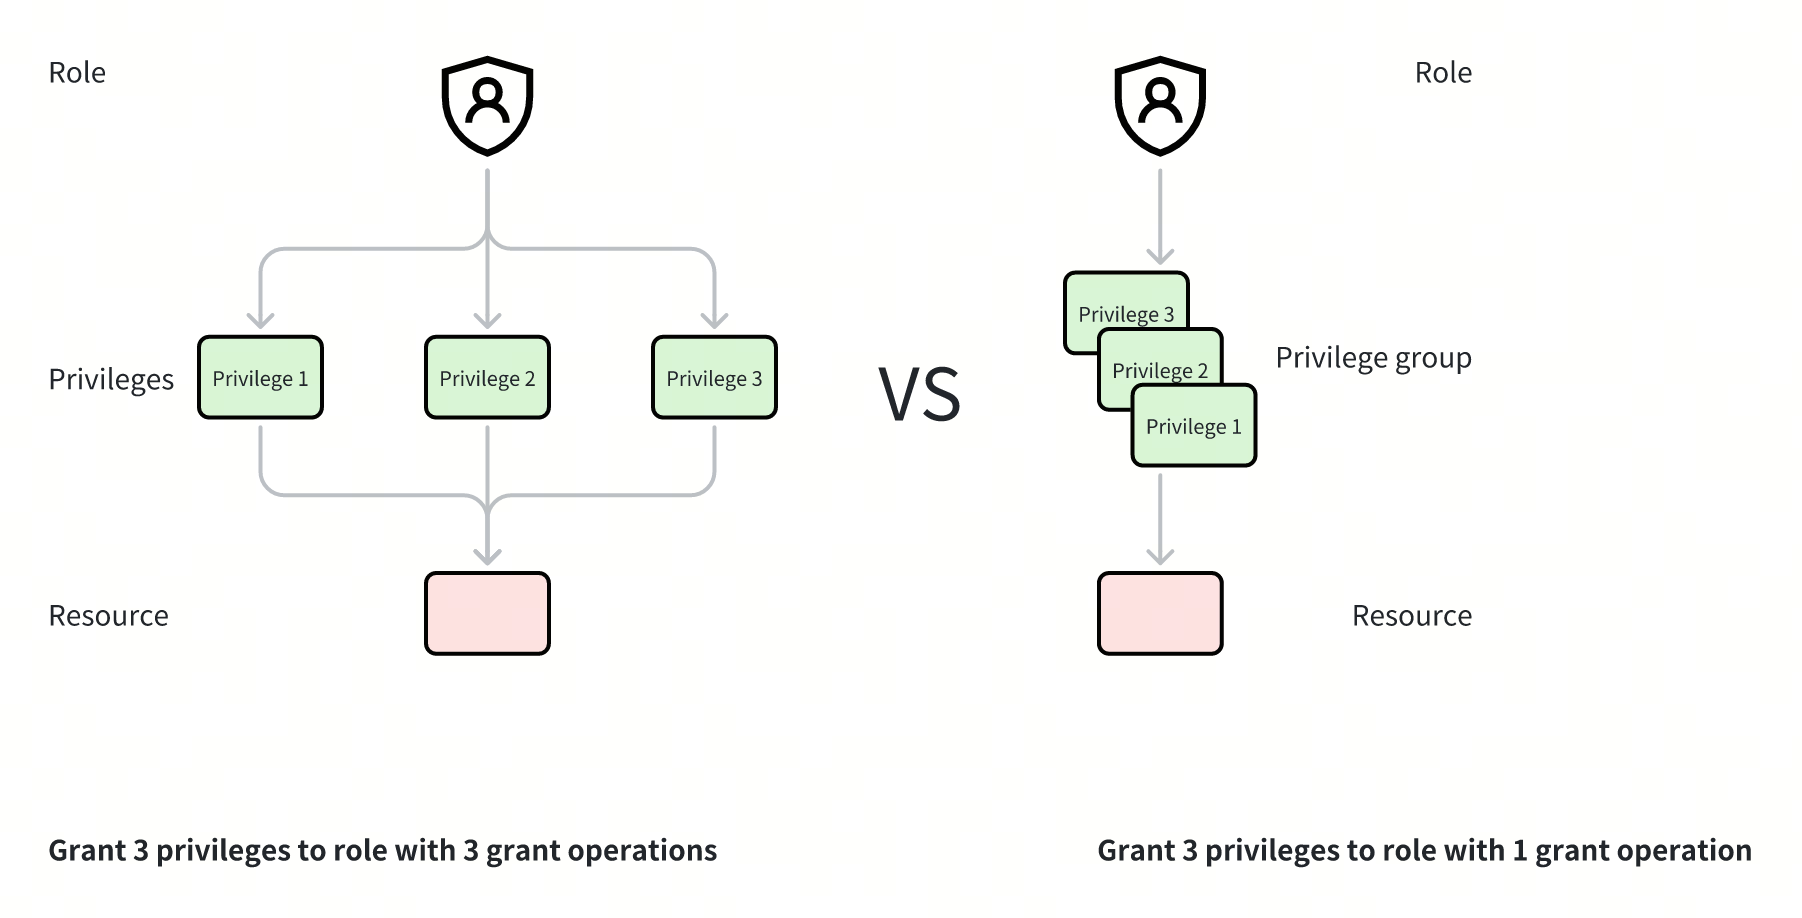 Role
Privileges
Privilege 1
Privilege 2
Privilege 3
Resource
Grant 3 privileges to role with 3 grant operations
VS
Role
Privilege 3
Privilege 2
Privilege 1
Privilege group
Resource
Grant 3 privileges to role with 1 grant operation